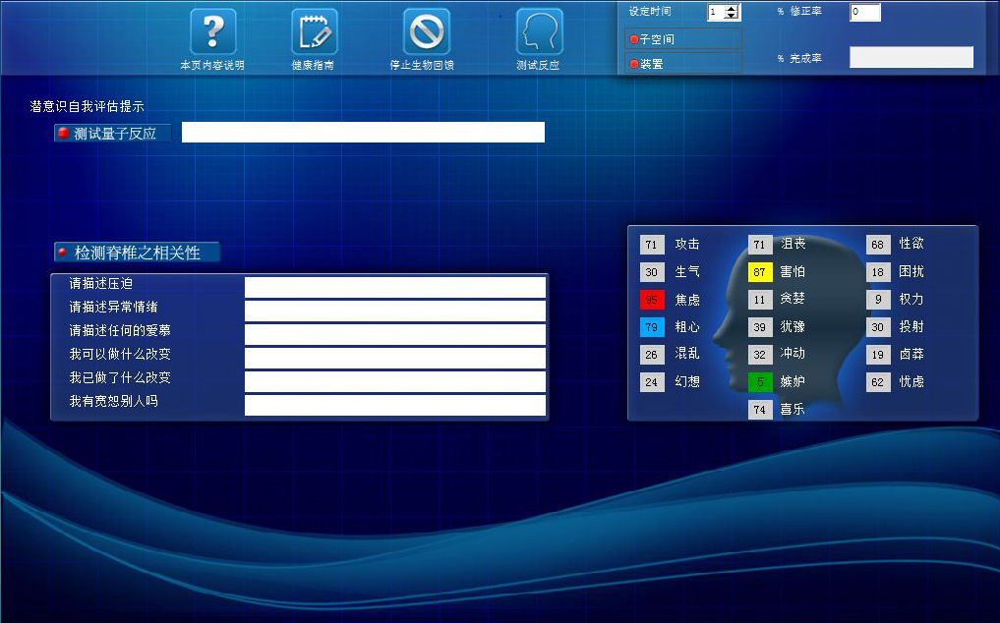 本页内容说明
健康指南
停止生物回馈
测试反应
设定时间 1
% 修正率 0
子空间
装置
% 完成率
潜意识自我评估提示
测试量子反应
检测脊椎之相关性
请描述压迫
请描述异常情绪
请描述任何的爱慕
我可以做什么改变
我已做了什么改变
我有宽恕别人吗
71 攻击 71 沮丧 68 性欲
30 生气 87 害怕 18 困扰
95 焦虑 11 贪婪 9 权力
79 粗心 39 犹豫 30 投射
26 混乱 32 冲动 19 卤莽
24 幻想 5 嫉妒 62 忧虑
74 喜乐